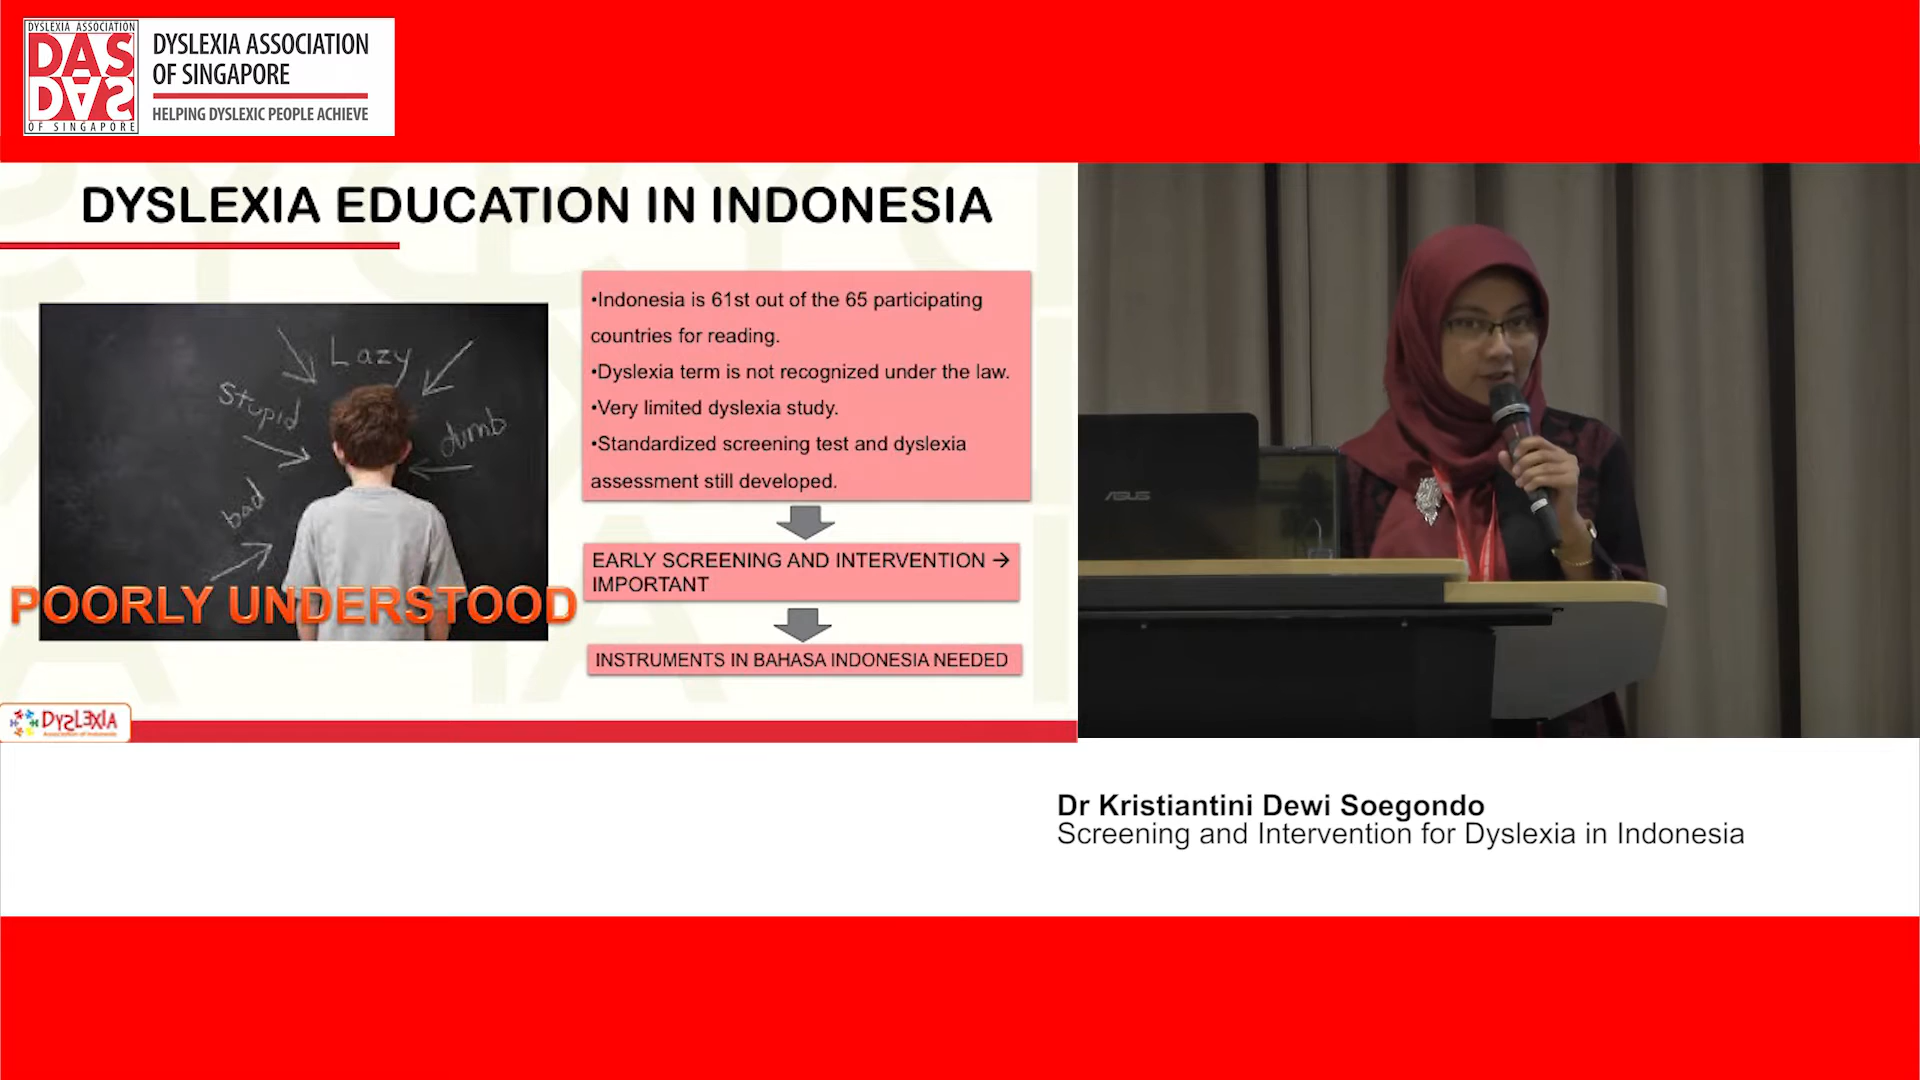 DYSLEXIA ASSOCIATION
DAS
DAS
OF SINGAPORE
DYSLEXIA ASSOCIATION
OF SINGAPORE
HELPING DYSLEXIC PEOPLE ACHIEVE
DYSLEXIA EDUCATION IN INDONESIA
Lazy
Stupid
dumb
bad
POORLY UNDERSTOOD
•Indonesia is 61st out of the 65 participating
countries for reading.
•Dyslexia term is not recognized under the law.
•Very limited dyslexia study.
•Standardized screening test and dyslexia
assessment still developed.
EARLY SCREENING AND INTERVENTION →
IMPORTANT
INSTRUMENTS IN BAHASA INDONESIA NEEDED
DYSLEXIA
Association of Indonesia
ASUS
Dr Kristiantini Dewi Soegondo
Screening and Intervention for Dyslexia in Indonesia